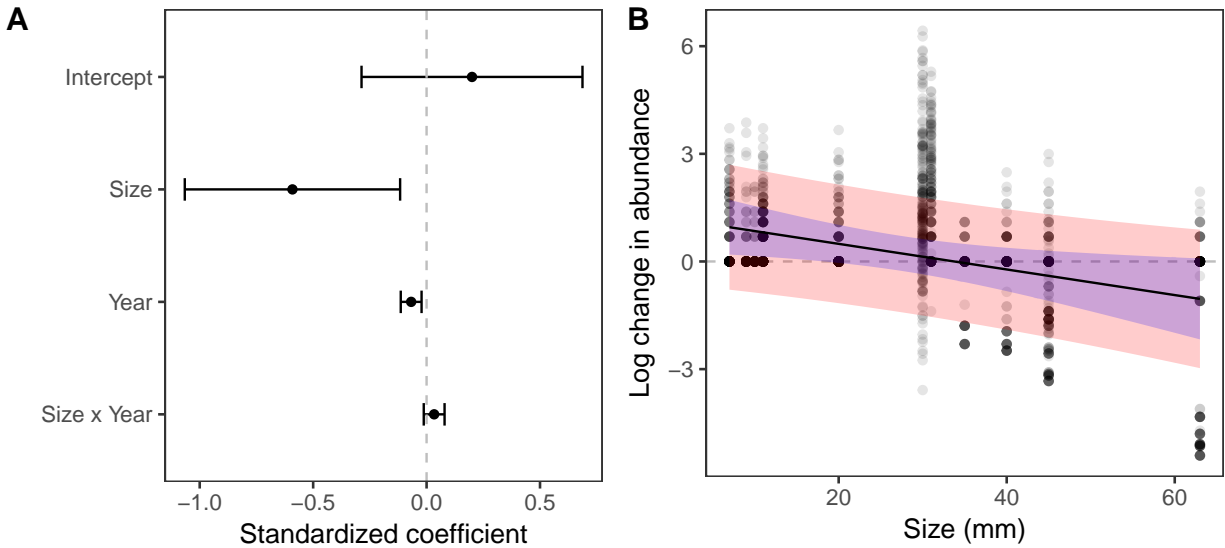 A
Intercept
Size
Year
Size x Year
−1.0
−0.5
0.0
0.5
Standardized coefficient
B
Log change in abundance
6
3
0
−3
20
40
60
Size (mm)